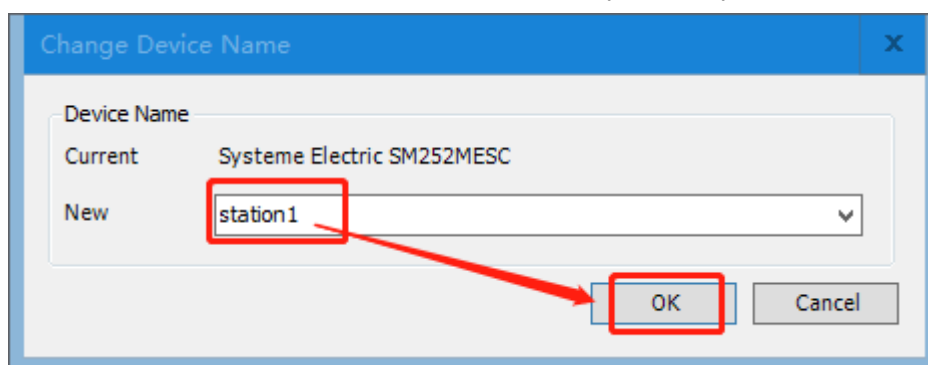 Change Device Name
x
Device Name
Current Systeme Electric SM252MESC
New station1
OK Cancel